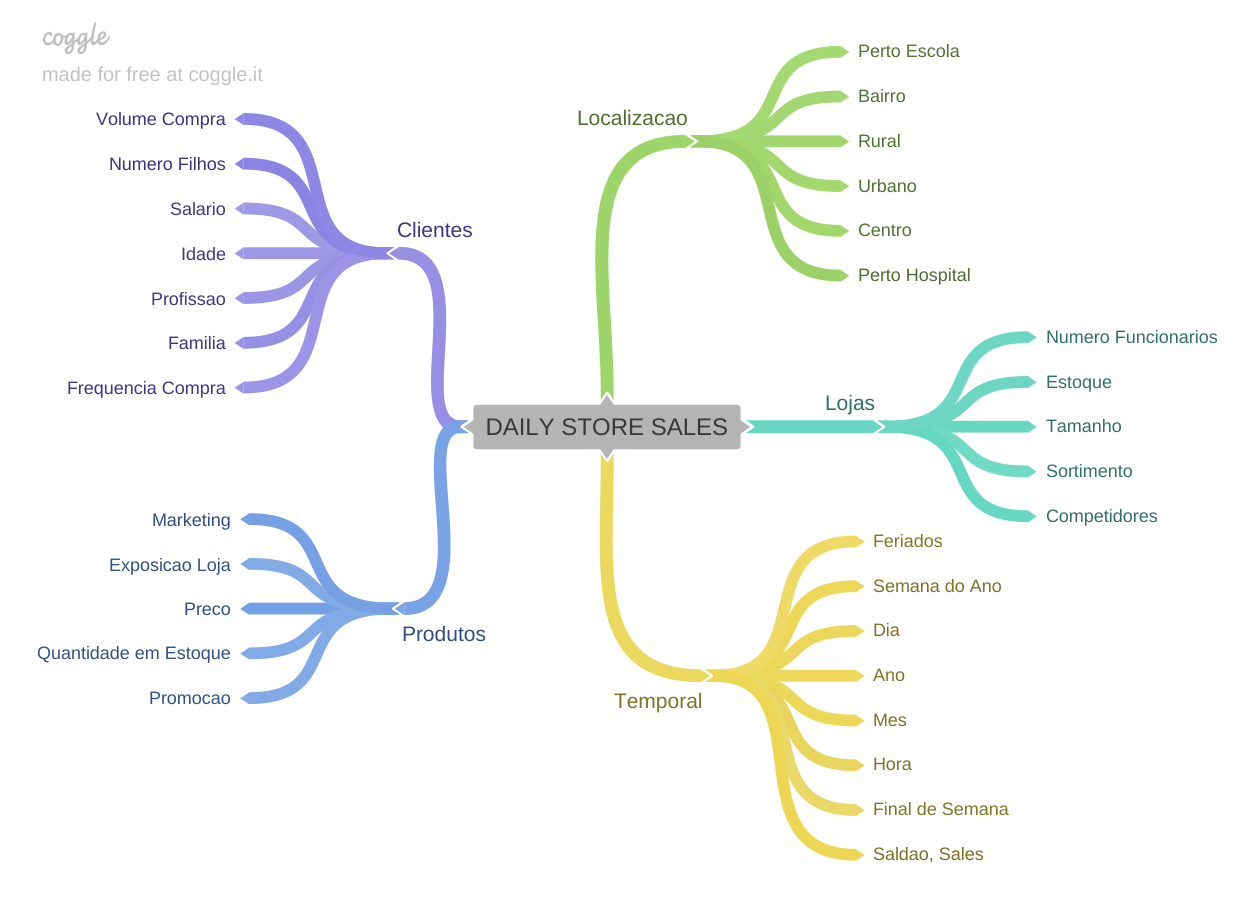 coggle
made for free at coggle.it
Volume Compra
Numero Filhos
Salario
Idade
Profissao
Familia
Frequencia Compra
Clientes
Marketing
Exposicao Loja
Preco
Quantidade em Estoque
Promocao
Produtos
DAILY STORE SALES
Localizacao
Perto Escola
Bairro
Rural
Urbano
Centro
Perto Hospital
Lojas
Numero Funcionarios
Estoque
Tamanho
Sortimento
Competidores
Temporal
Feriados
Semana do Ano
Dia
Ano
Mes
Hora
Final de Semana
Saldao, Sales